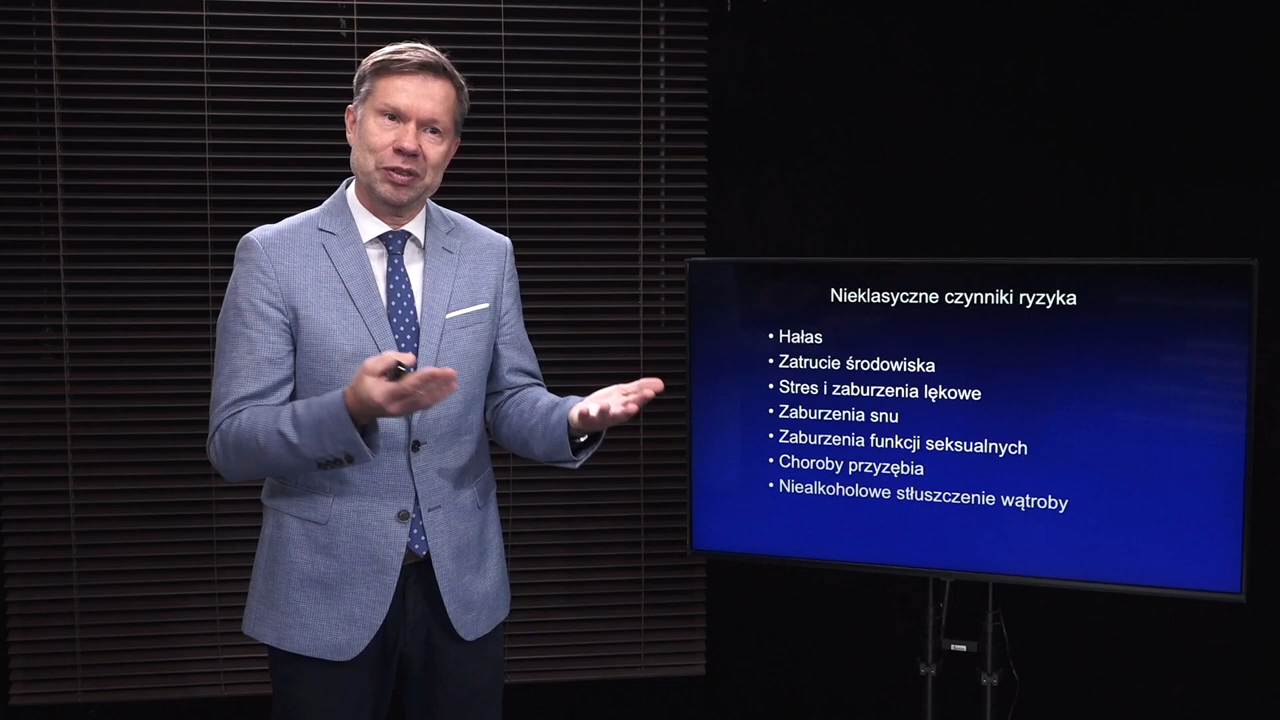 Nieklasyczne czynniki ryzyka
• Hałas
• Zatrucie środowiska
• Stres i zaburzenia lękowe
• Zaburzenia snu
• Zaburzenia funkcji seksualnych
• Choroby przyzębia
• Niealkoholowe stłuszczenie wątroby